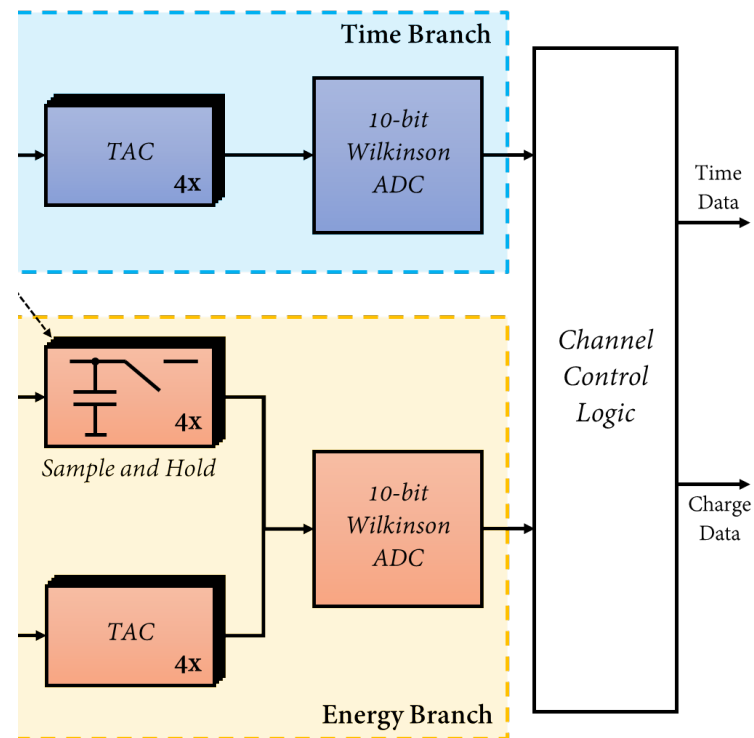 Time Branch
TAC
4x
10-bit
Wilkinson
ADC
Time
Data
Channel
Control
Logic
4x
Sample and Hold
10-bit
Wilkinson
ADC
Charge
Data
TAC
4x
Energy Branch